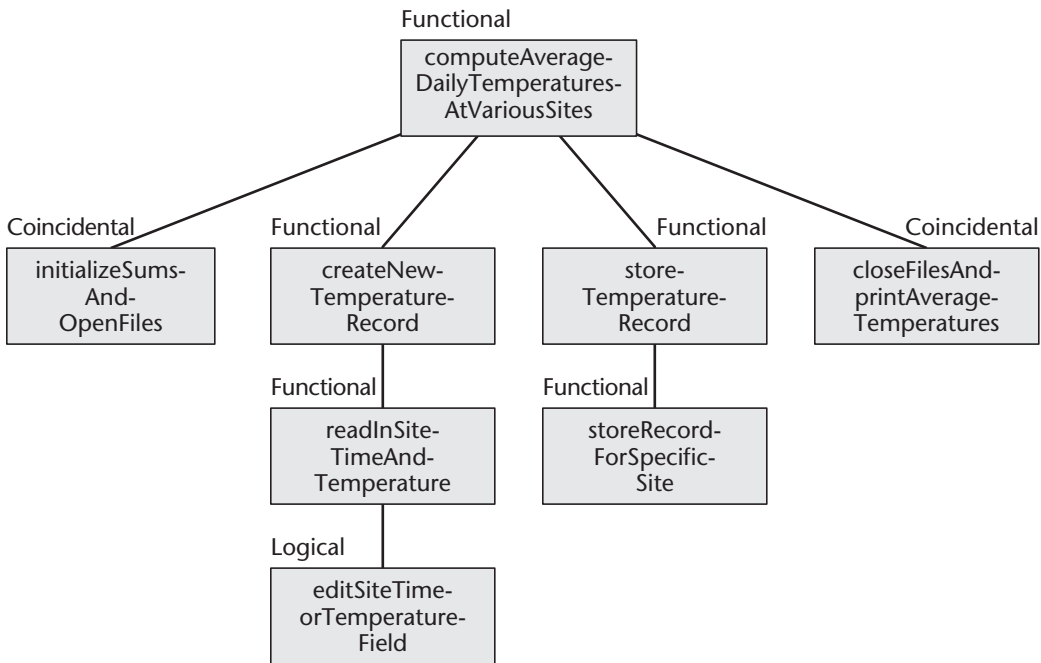 Functional
computeAverage-
DailyTemperatures-
AtVariousSites
Coincidental
initializeSums-
And-
OpenFiles
Functional
createNew-
Temperature-
Record
Functional
store-
Temperature-
Record
Coincidental
closeFilesAnd-
printAverage-
Temperatures
Functional
readInSite-
TimeAnd-
Temperature
Functional
storeRecord-
ForSpecific-
Site
Logical
editSiteTime-
orTemperature-
Field